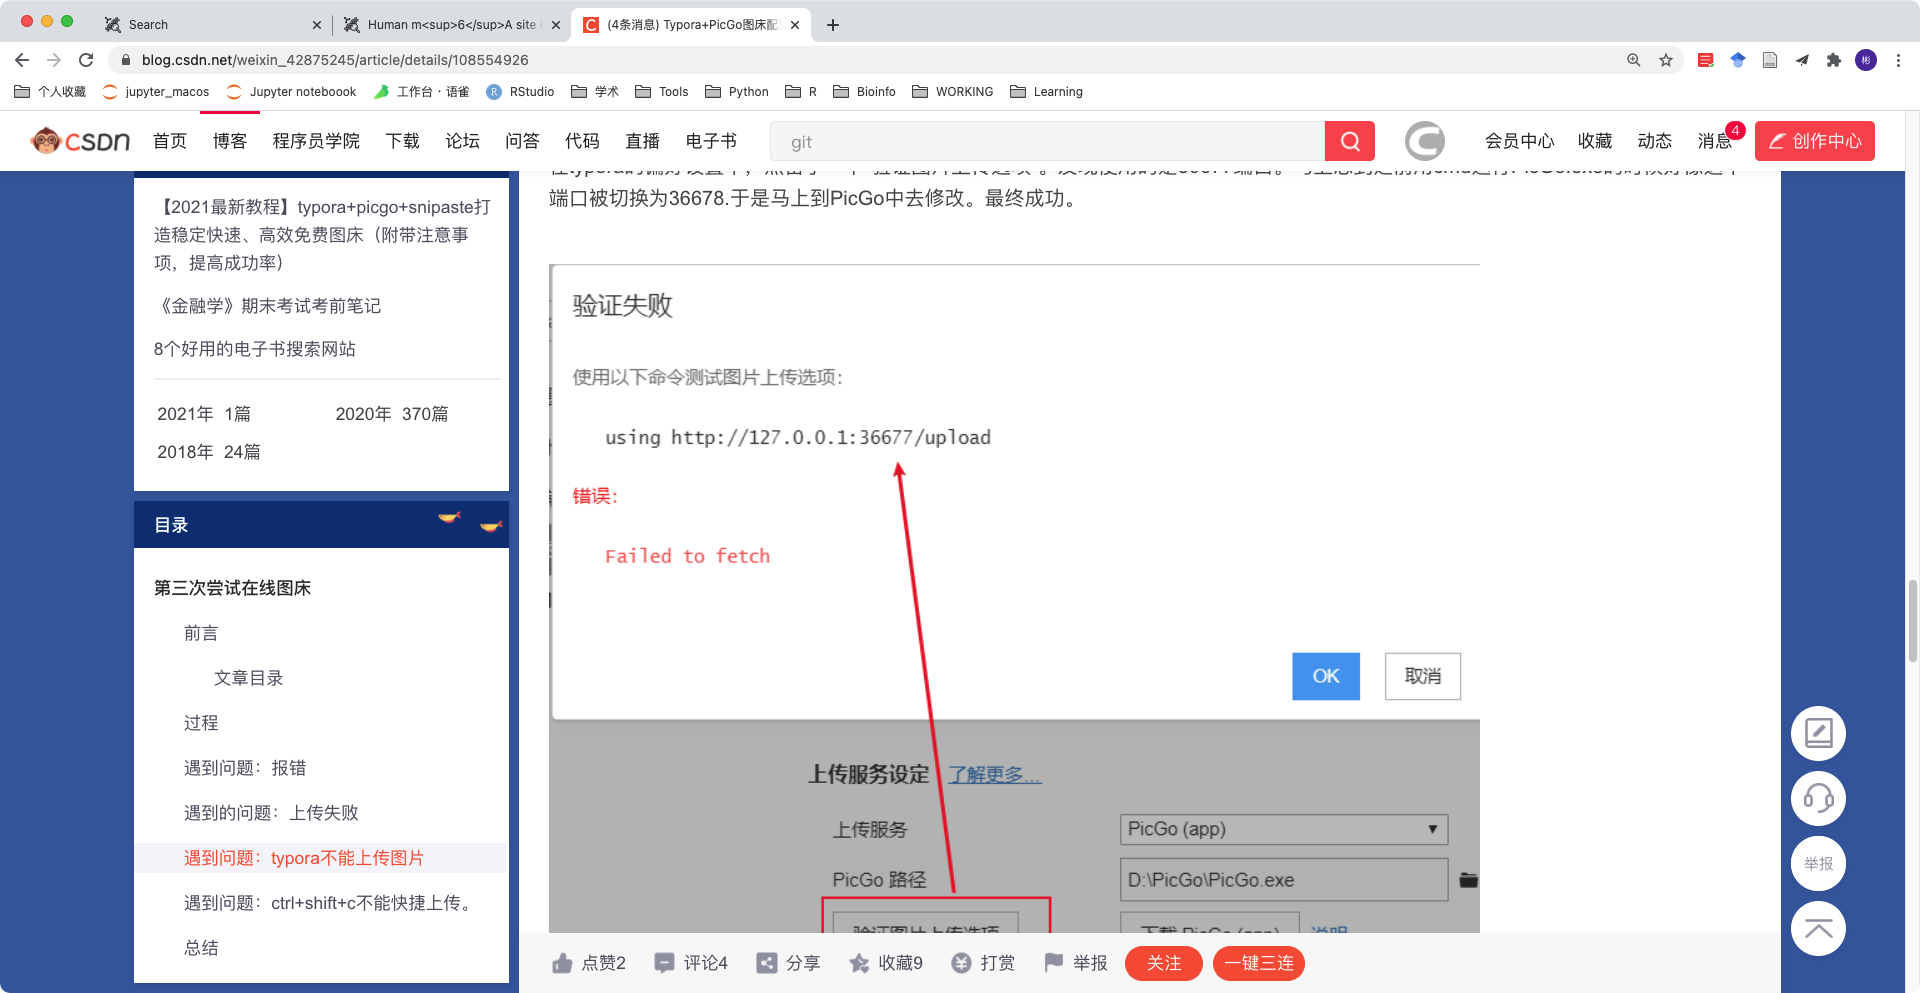 Search
Human m<sup>6</sup>A site
(4条消息) Typora+PicGo图床配
blog.csdn.net/weixin_42875245/article/details/108554926
彬
个人收藏
jupyter_macos
Jupyter noteboook
工作台 · 语雀
RStudio
学术
Tools
Python
R
Bioinfo
WORKING
Learning
CSDN
首页
博客
程序员学院
下载
论坛
问答
代码
直播
电子书
git
会员中心
收藏
动态
消息
4
创作中心
【2021最新教程】typora+picgo+snipaste打
造稳定快速、高效免费图床（附带注意事
项，提高成功率）
《金融学》期末考试考前笔记
8个好用的电子书搜索网站
2021年 1篇
2020年 370篇
2018年 24篇
目录
第三次尝试在线图床
前言
文章目录
过程
遇到问题：报错
遇到的问题：上传失败
遇到问题：typora不能上传图片
遇到问题：ctrl+shift+c不能快捷上传。
总结
端口被切换为36678.于是马上到PicGo中去修改。最终成功。
验证失败
使用以下命令测试图片上传选项：
using http://127.0.0.1:36677/upload
错误：
Failed to fetch
OK
取消
上传服务设定
了解更多...
上传服务
PicGo (app)
PicGo 路径
D:\PicGo\PicGo.exe
验证图片上传选项
下载 PicGo (app)
说明
点赞2
评论4
分享
收藏9
打赏
举报
关注
一键三连
举报